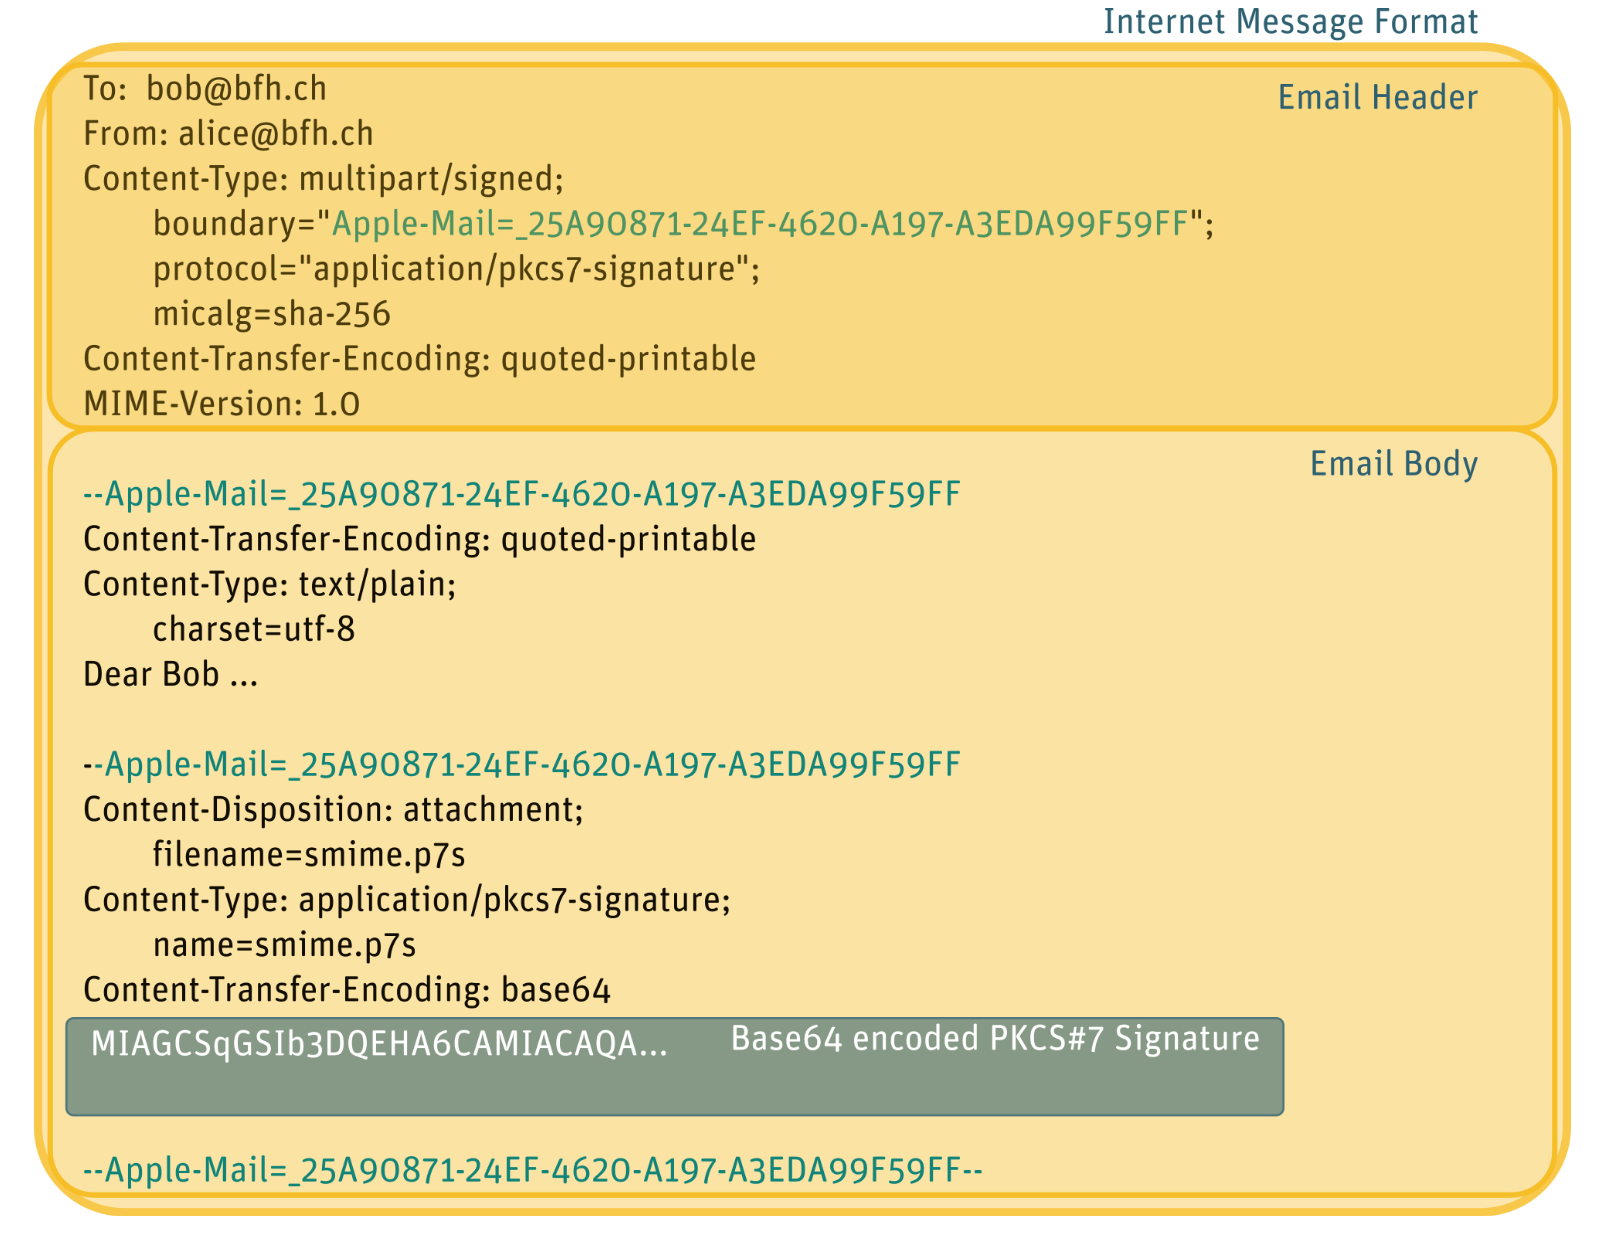 Internet Message Format
Email Header
To: bob@bfh.ch
From: alice@bfh.ch
Content-Type: multipart/signed;
boundary="Apple-Mail=_25A90871-24EF-4620-A197-A3EDA99F59FF";
protocol="application/pkcs7-signature";
micalg=sha-256
Content-Transfer-Encoding: quoted-printable
MIME-Version: 1.0
Email Body
--Apple-Mail=_25A90871-24EF-4620-A197-A3EDA99F59FF
Content-Transfer-Encoding: quoted-printable
Content-Type: text/plain;
charset=utf-8
Dear Bob ...
--Apple-Mail=_25A90871-24EF-4620-A197-A3EDA99F59FF
Content-Disposition: attachment;
filename=smime.p7s
Content-Type: application/pkcs7-signature;
name=smime.p7s
Content-Transfer-Encoding: base64
MIAGCSqGSIb3DQEHA6CAMIACAQA... Base64 encoded PKCS#7 Signature
--Apple-Mail=_25A90871-24EF-4620-A197-A3EDA99F59FF--